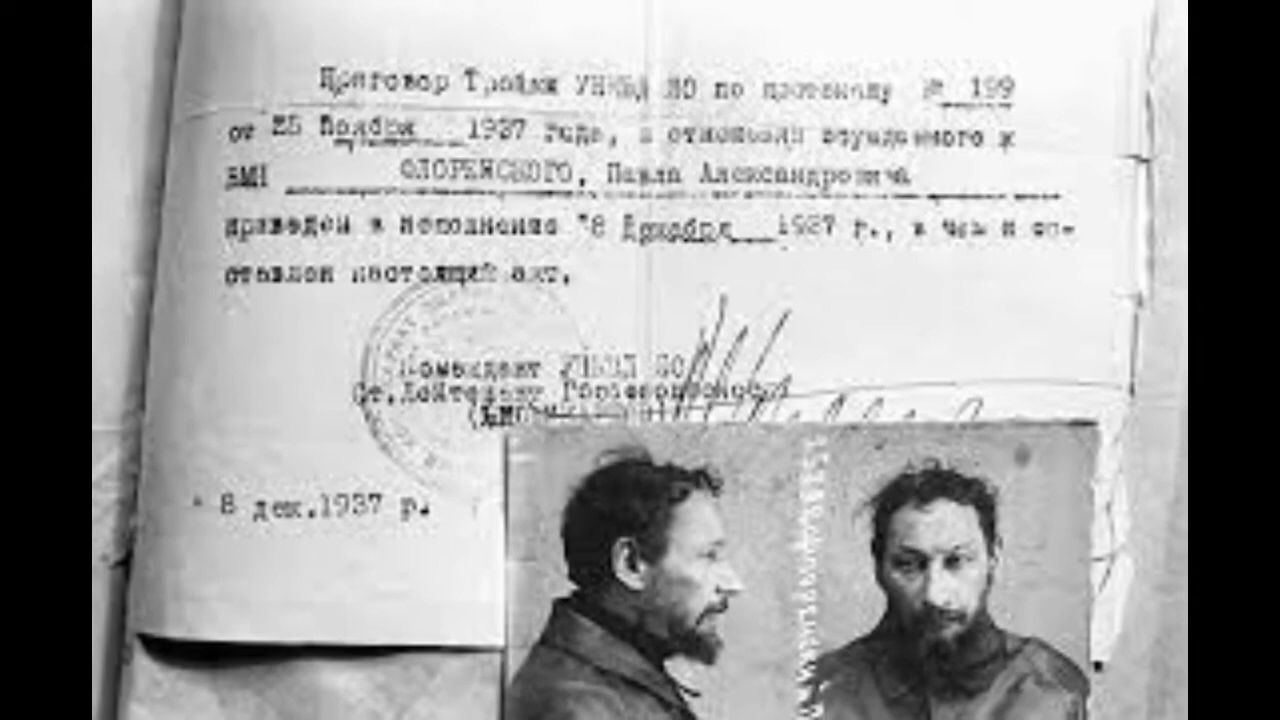 Приговор Тройки УНКВД ЛО по протоколу № 199
от 25 Ноября 1937 года, в отношении осужденного к
ВМН ФЛОРЕНСКОГО, Павла Александровича
приведен в исполнение "8 Декабря 1937 г., в чем и со-
ставлен настоящий акт.
Комендант УНКВД ЛО
Ст.Лейтенант Госбезопасности
" 8 дек.1937 г.